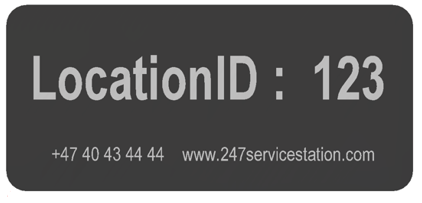 LocationID : 123
+47 40 43 44 44 www.247servicestation.com